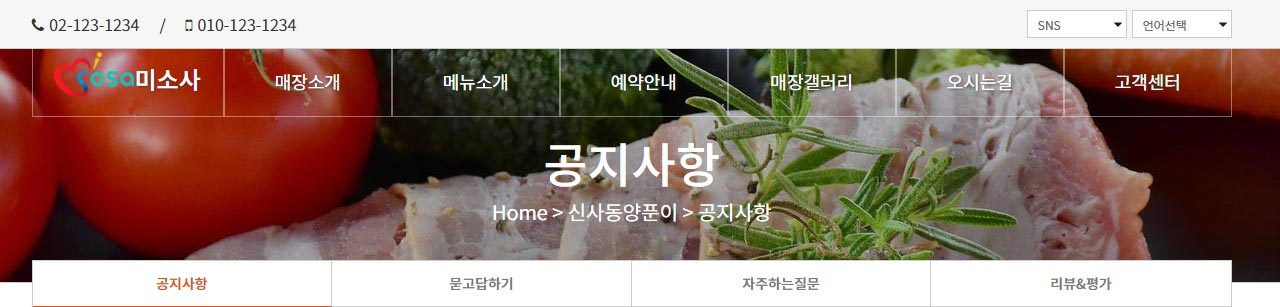 02-123-1234 / 010-123-1234 SNS 언어선택
osa미소사 매장소개 메뉴소개 예약안내 매장갤러리 오시는길 고객센터
공지사항
Home > 신사동양푼이 > 공지사항
공지사항 묻고답하기 자주하는질문 리뷰&평가